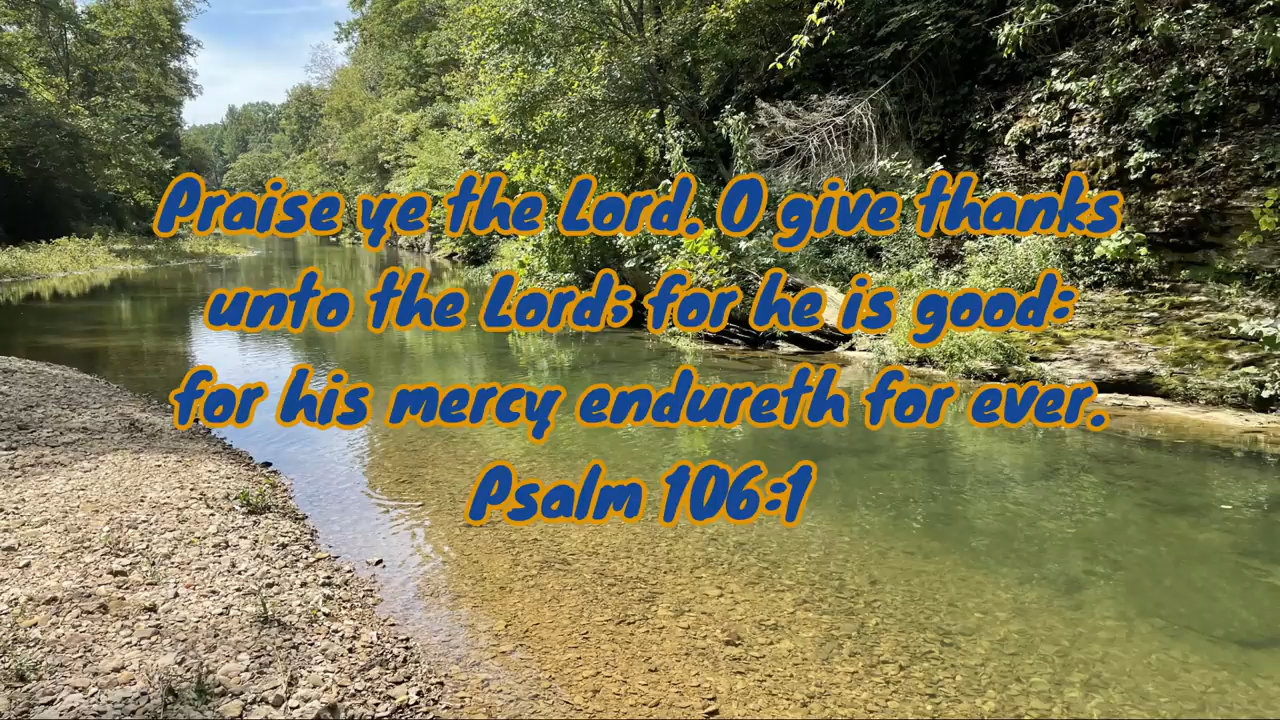 Praise ye the Lord. O give thanks
unto the Lord; for he is good:
for his mercy endureth for ever.
Psalm 106:1